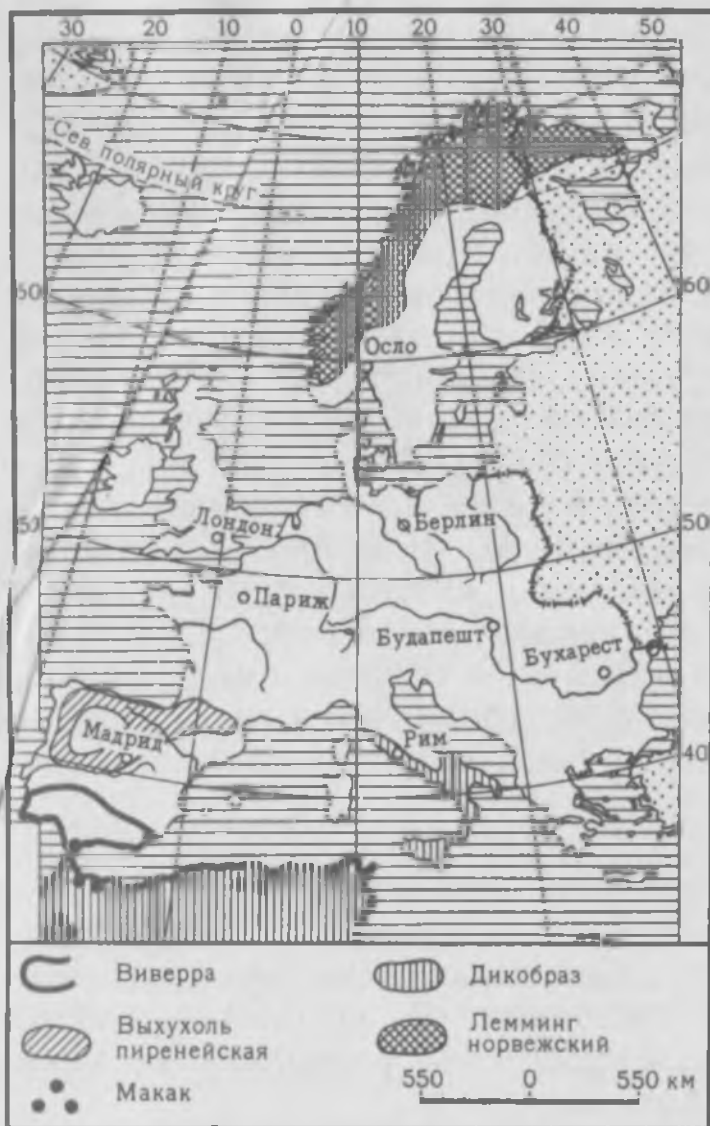 30 20 10 0 10 20 30 40 50
Сев. полярный круг
60 60
Осло
50 50
Лондон
Берлин
Париж
Будапешт
Бухарест
Мадрид
Рим
40
Виверра
Дикобраз
Выхухоль
пиренейская
Лемминг
норвежский
Макак
550 0 550 км